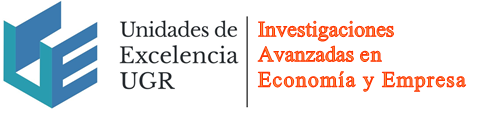 Unidades de
Excelencia
UGR
Investigaciones
Avanzadas en
Economía y Empresa